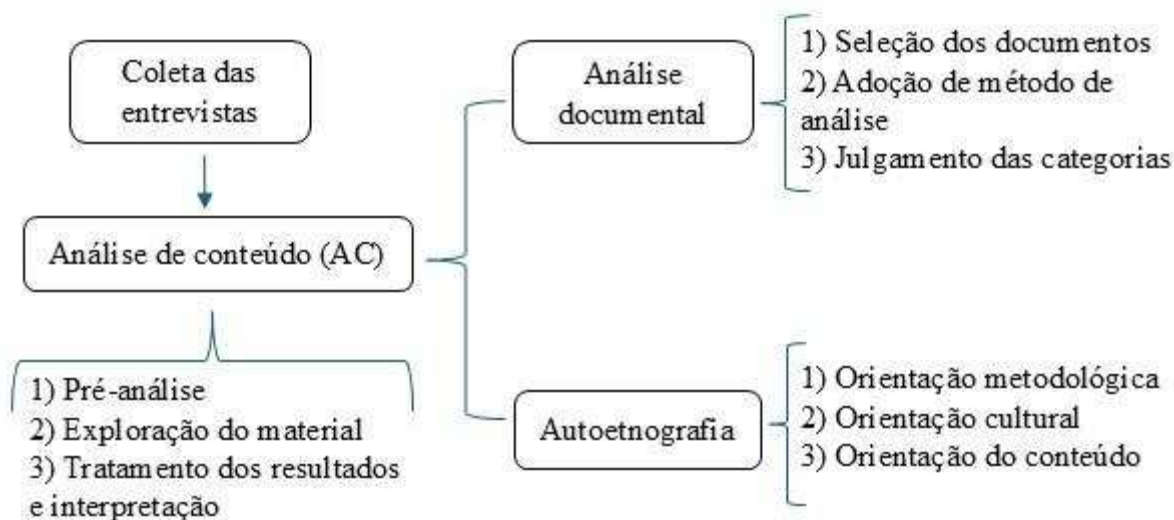 Coleta das
entrevistas
Análise de conteúdo (AC)
1) Pré-análise
2) Exploração do material
3) Tratamento dos resultados
e interpretação
Análise
documental
1) Seleção dos documentos
2) Adoção de método de
análise
3) Julgamento das categorias
Autoetnografia
1) Orientação metodológica
2) Orientação cultural
3) Orientação do conteúdo